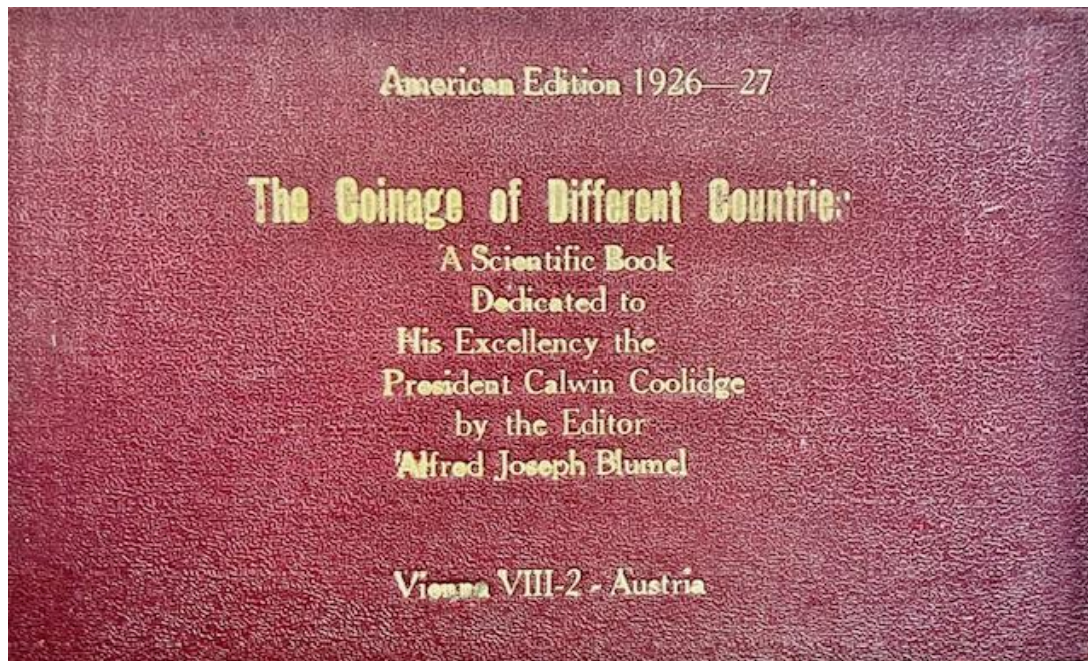 American Edition 1926—27
The Coinage of Different Countries
A Scientific Book
Dedicated to
His Excellency the
President Calwin Coolidge
by the Editor
Alfred Joseph Blumel
Vienna VIII-2 - Austria